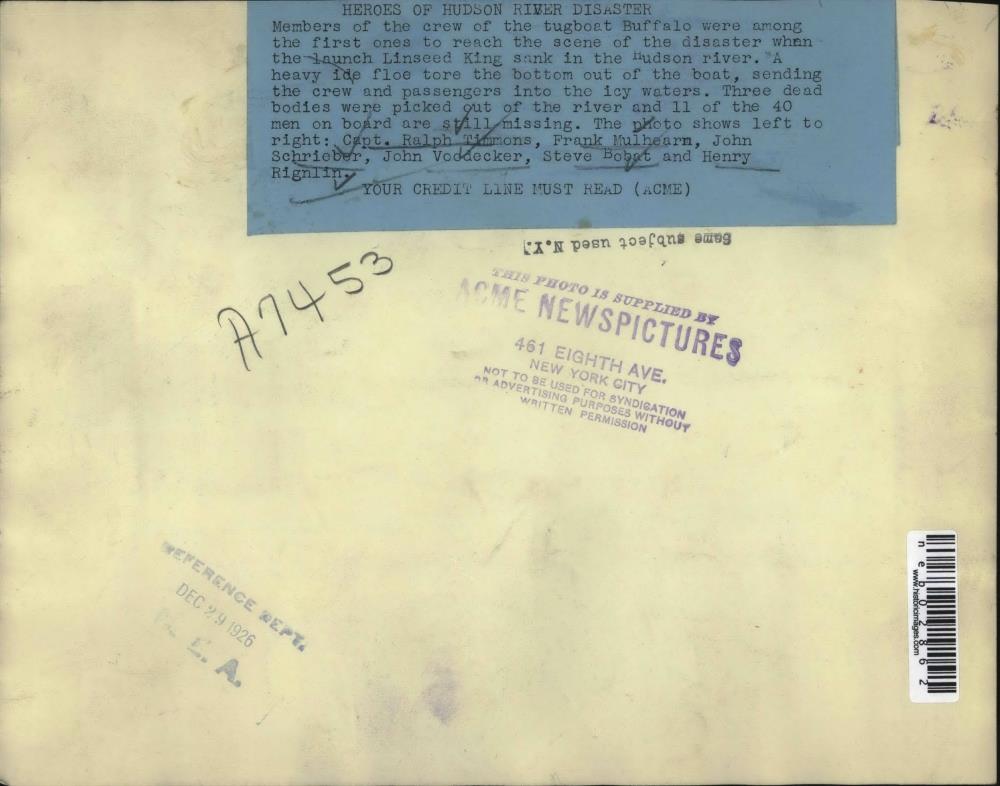 HEROES OF HUDSON RIVER DISASTER
Members of the crew of the tugboat Buffalo were among
the first ones to reach the scene of the disaster when
the launch Linseed King sank in the Hudson river. A
heavy ide floe tore the bottom out of the boat, sending
the crew and passengers into the icy waters. Three dead
bodies were picked out of the river and 11 of the 40
men on board are still missing. The photo shows left to
right: Capt. Ralph Timmons, Frank Mulhearn, John
Schrieber, John Vodecker, Steve Bobat and Henry
Rignlin.
YOUR CREDIT LINE MUST READ (ACME)
Same subject used N.Y.
A7453
THIS PHOTO IS SUPPLIED BY
ACME NEWSPICTURES
461 EIGHTH AVE.
NEW YORK CITY
NOT TO BE USED FOR SYNDICATION
OR ADVERTISING PURPOSES WITHOUT
WRITTEN PERMISSION
REFERENCE DEPT.
DEC 29 1926
E. A.
neb02862
www.historicimages.com